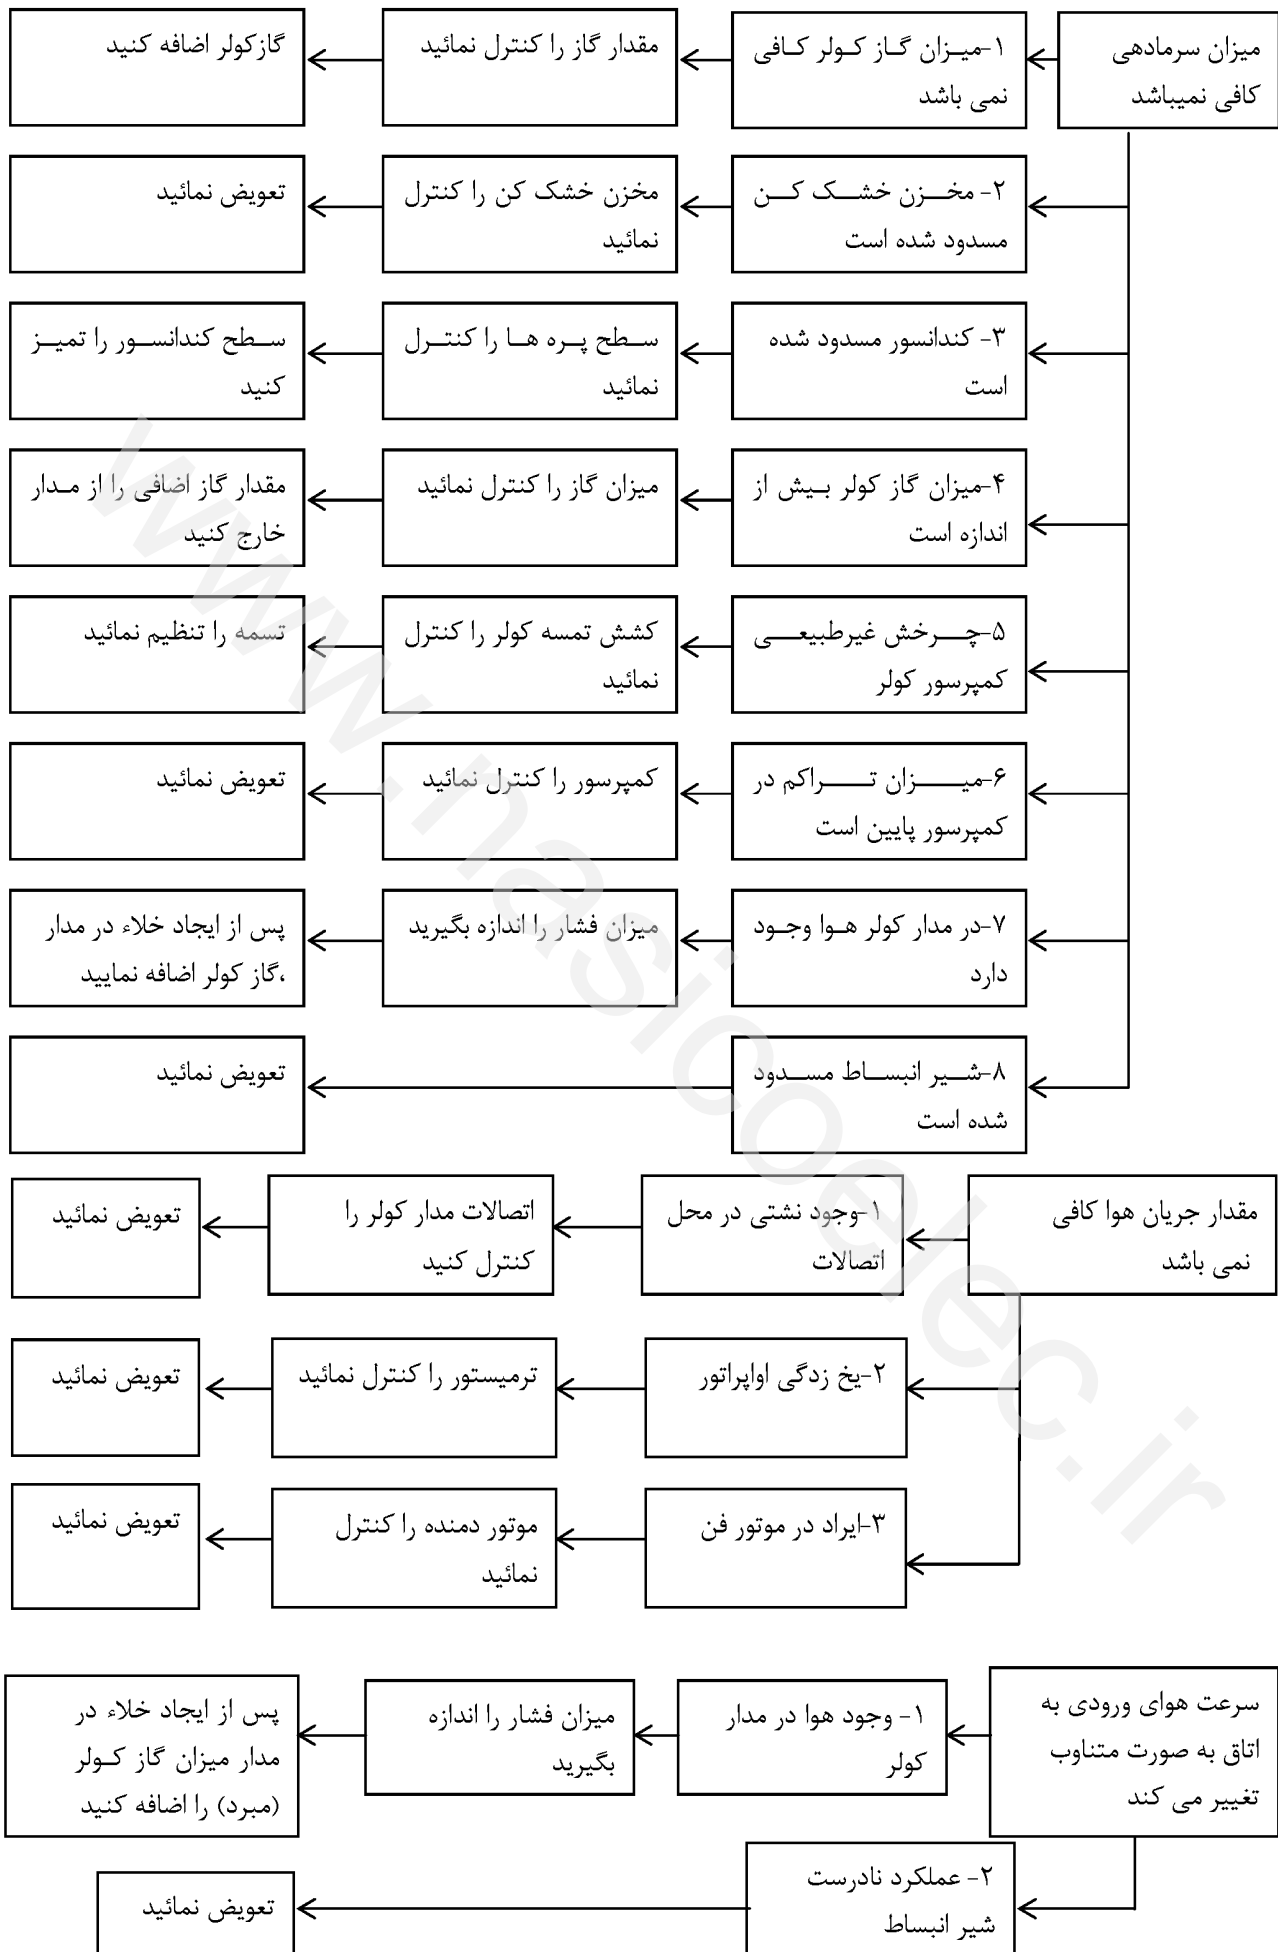 میزان سرمادهی
کافی نمیباشد
۱-میزان گاز کولر کافی
نمی باشد
مقدار گاز را کنترل نمائید
گازکولر اضافه کنید
۲- مخزن خشک کن
مسدود شده است
مخزن خشک کن را کنترل
نمائید
تعویض نمائید
۳- کندانسور مسدود شده
است
سطح پره ها را کنترل
نمائید
سطح کندانسور را تمیز
کنید
۴-میزان گاز کولر بیش از
اندازه است
میزان گاز را کنترل نمائید
مقدار گاز اضافی را از مدار
خارج کنید
۵-چرخش غیرطبیعی
کمپرسور کولر
کشش تمسه کولر را کنترل
نمائید
تسمه را تنظیم نمائید
۶-میزان تراکم در
کمپرسور پایین است
کمپرسور را کنترل نمائید
تعویض نمائید
۷-در مدار کولر هوا وجود
دارد
میزان فشار را اندازه بگیرید
پس از ایجاد خلاء در مدار
،گاز کولر اضافه نمایید
۸-شیر انبساط مسدود
شده است
تعویض نمائید
مقدار جریان هوا کافی
نمی باشد
۱-وجود نشتی در محل
اتصالات
اتصالات مدار کولر را
کنترل کنید
تعویض نمائید
۲-یخ زدگی اواپراتور
ترمیستور را کنترل نمائید
تعویض نمائید
۳-ایراد در موتور فن
موتور دمنده را کنترل
نمائید
تعویض نمائید
سرعت هوای ورودی به
اتاق به صورت متناوب
تغییر می کند
۱- وجود هوا در مدار
کولر
میزان فشار را اندازه
بگیرید
پس از ایجاد خلاء در
مدار میزان گاز کولر
(مبرد) را اضافه کنید
۲- عملکرد نادرست
شیر انبساط
تعویض نمائید
www.nasicoelec.ir